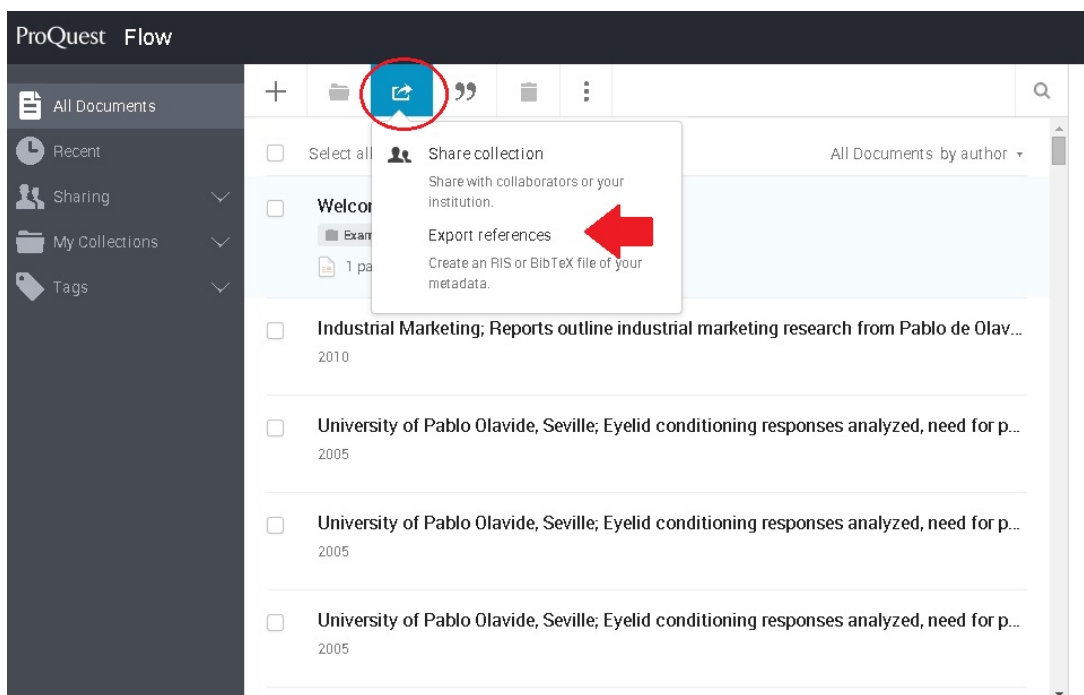 ProQuest Flow
All Documents
Recent
Sharing
My Collections
Tags
Select all
All Documents by author
Share collection
Share with collaborators or your
institution.
Export references
Create an RIS or BibTeX file of your
metadata.
Welcor
Exam
1 pa
Industrial Marketing; Reports outline industrial marketing research from Pablo de Olav...
2010
University of Pablo Olavide, Seville; Eyelid conditioning responses analyzed, need for p...
2005
University of Pablo Olavide, Seville; Eyelid conditioning responses analyzed, need for p...
2005
University of Pablo Olavide, Seville; Eyelid conditioning responses analyzed, need for p...
2005